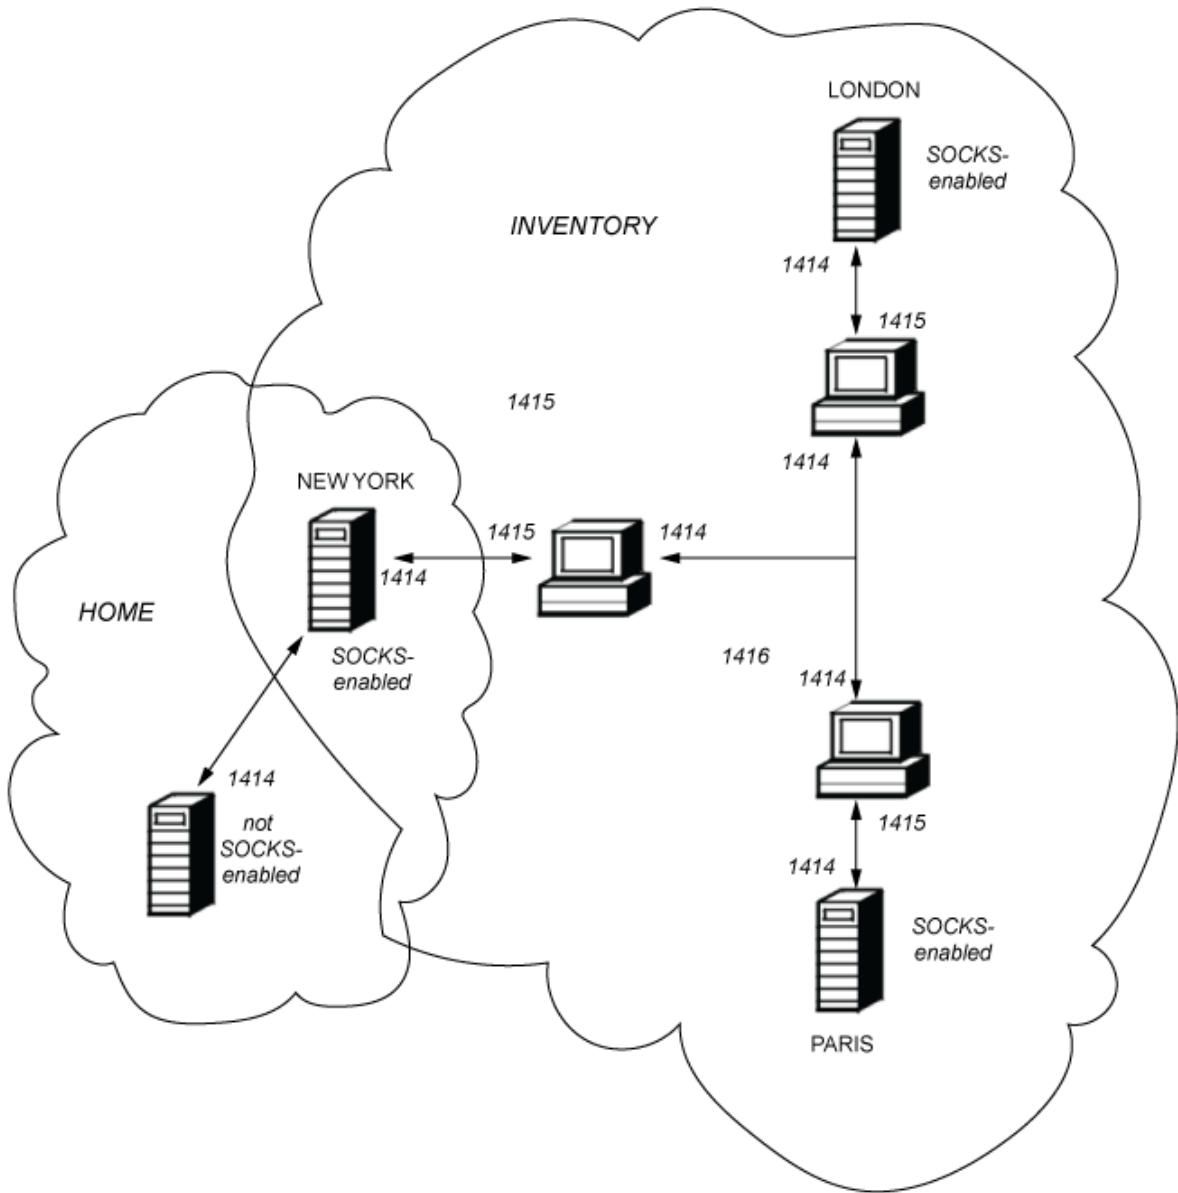 LONDON
SOCKS-
enabled
INVENTORY
1414
1415
1415
1414
NEW YORK
1415
1414
1414
HOME
SOCKS-
enabled
1416
1414
1414
not
SOCKS-
enabled
1415
1414
SOCKS-
enabled
PARIS